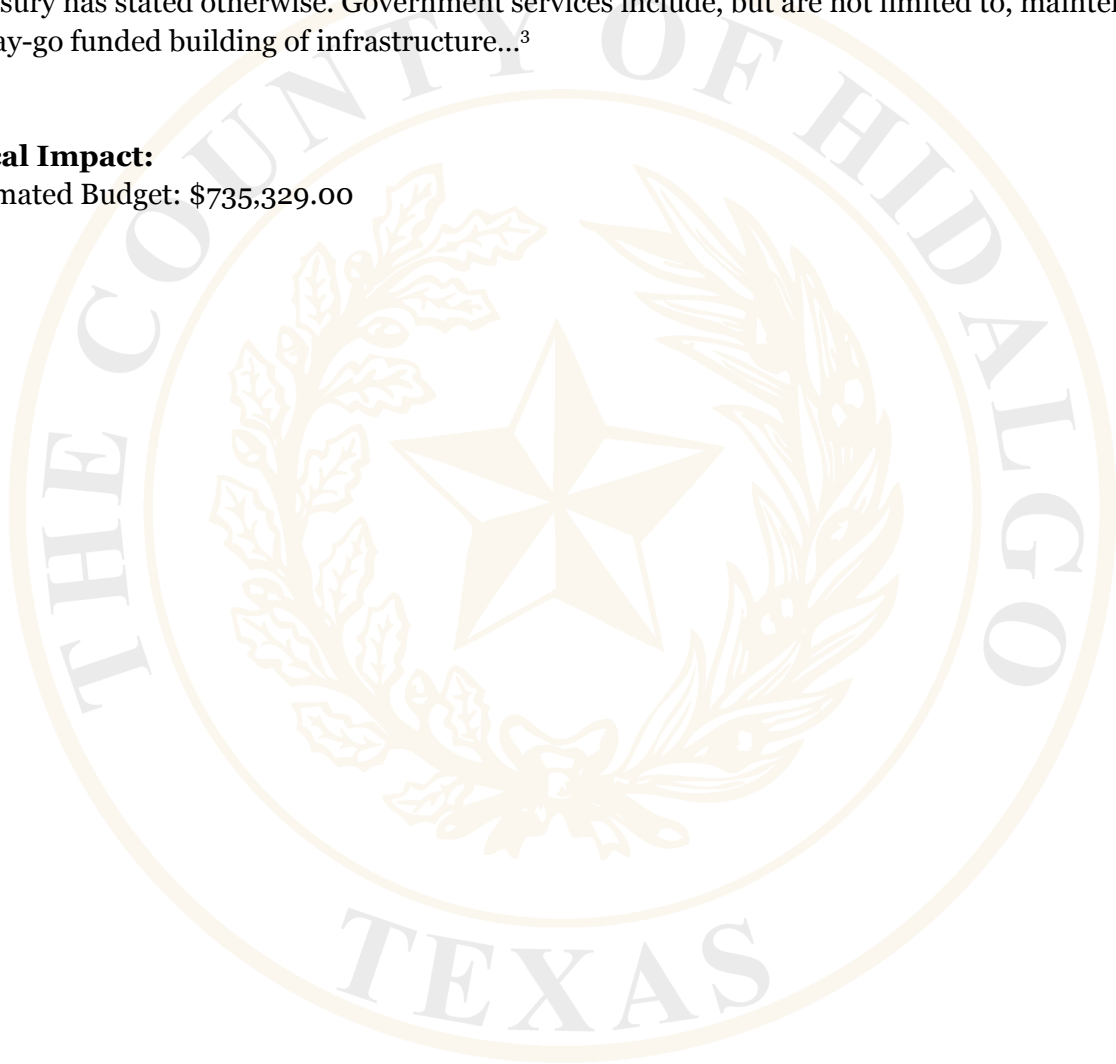 sury has stated otherwise. Government services include, but are not limited to, mainten
ay-go funded building of infrastructure...³
cal Impact:
mated Budget: $735,329.00
THE COUNTY OF HIDALGO
TEXAS